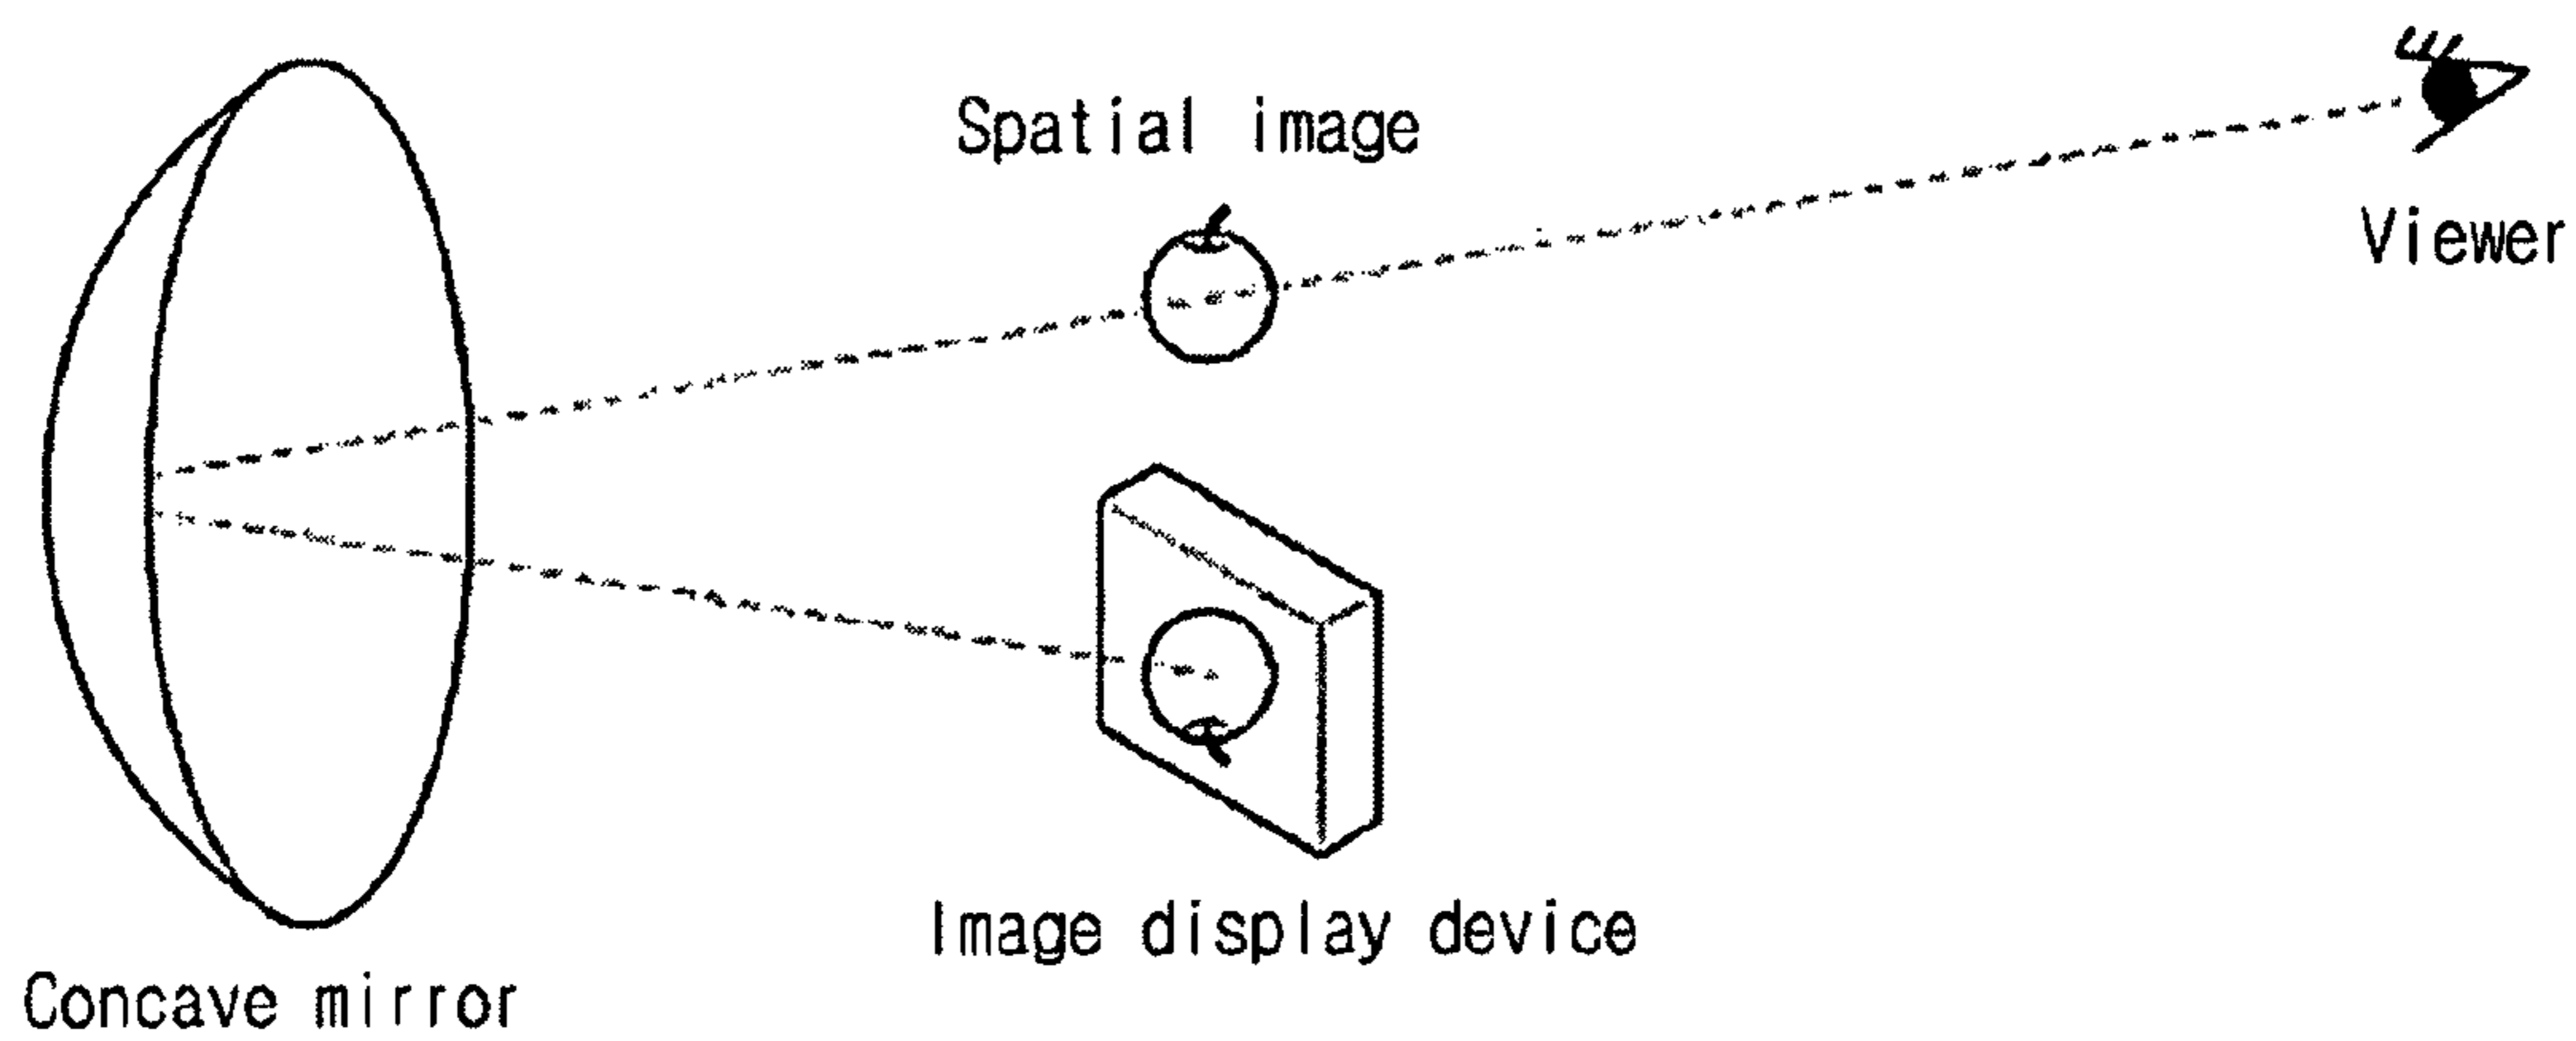 Spatial image
Viewer
Image display device
Concave mirror